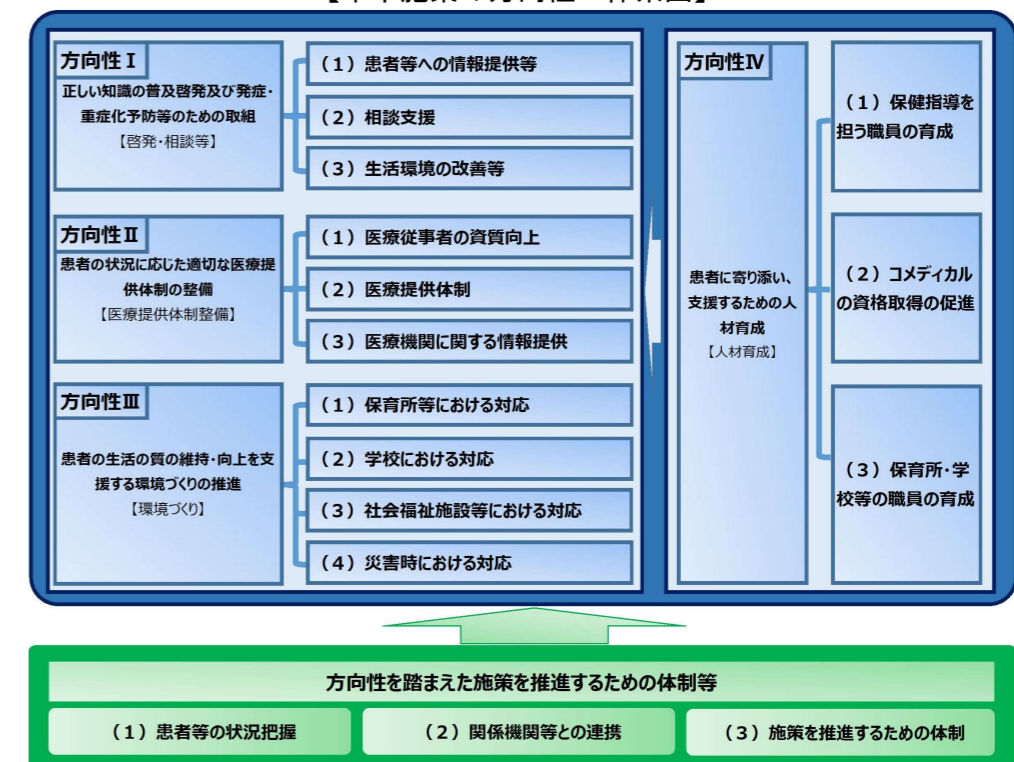 方向性Ⅰ
正しい知識の普及啓発及び発症・
重症化予防等のための取組
【啓発・相談等】
（１）患者等への情報提供等
（２）相談支援
（３）生活環境の改善等
方向性Ⅱ
患者の状況に応じた適切な医療提
供体制の整備
【医療提供体制整備】
（１）医療従事者の資質向上
（２）医療提供体制
（３）医療機関に関する情報提供
方向性Ⅲ
患者の生活の質の維持・向上を支
援する環境づくりの推進
【環境づくり】
（１）保育所等における対応
（２）学校における対応
（３）社会福祉施設等における対応
（４）災害時における対応
方向性Ⅳ
患者に寄り添い、
支援するための人
材育成
【人材育成】
（１）保健指導を
担う職員の育成
（２）コメディカル
の資格取得の促進
（３）保育所・学
校等の職員の育成
方向性を踏まえた施策を推進するための体制等
（１）患者等の状況把握
（２）関係機関等との連携
（３）施策を推進するための体制